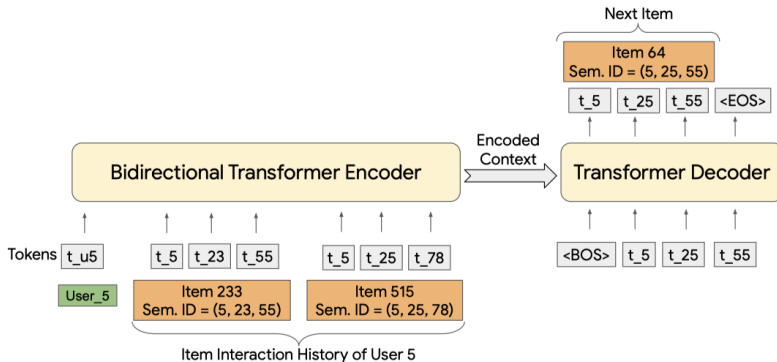 Next Item
Item 64
Sem. ID = (5, 25, 55)
t_5 t_25 t_55 <EOS>
Bidirectional Transformer Encoder
Encoded
Context
Transformer Decoder
Tokens t_u5 t_5 t_23 t_55 t_5 t_25 t_78
<BOS> t_5 t_25 t_55
User_5
Item 233
Sem. ID = (5, 23, 55)
Item 515
Sem. ID = (5, 25, 78)
Item Interaction History of User 5